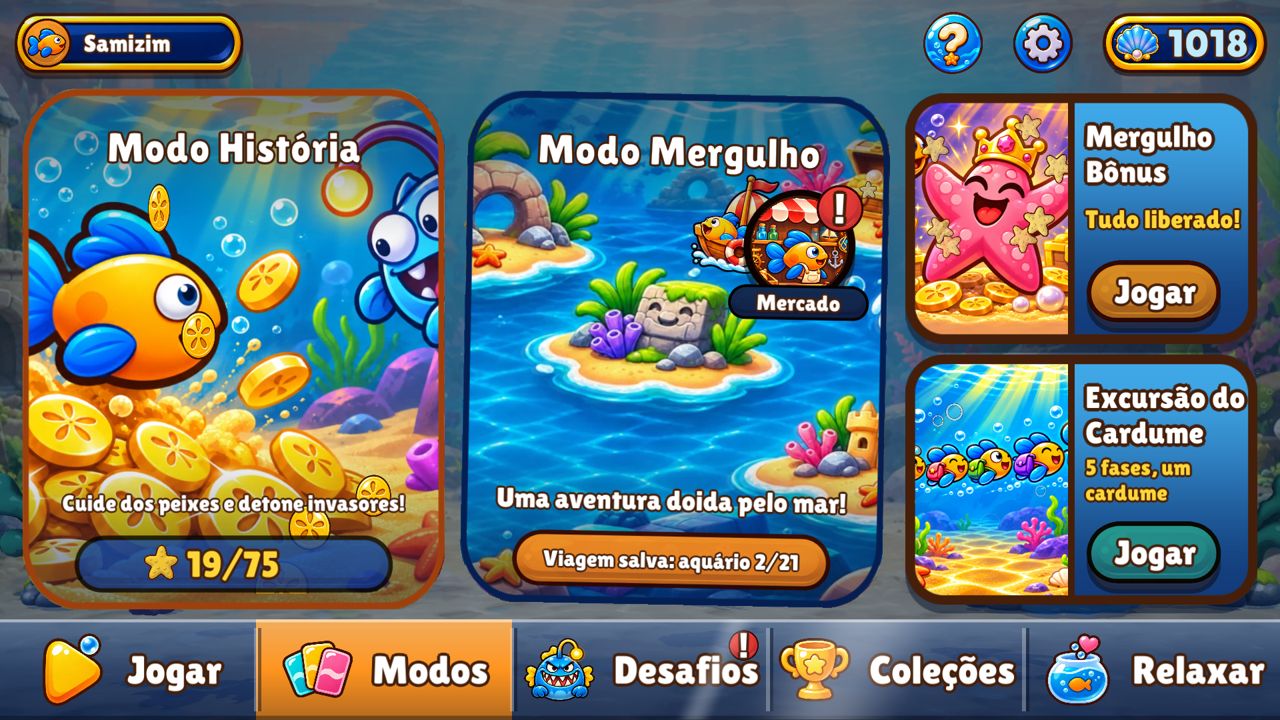 Samizim
?
1018
Modo História
Cuide dos peixes e detone invasores!
19/75
Modo Mergulho
!
Mercado
Uma aventura doida pelo mar!
Viagem salva: aquário 2/21
Mergulho
Bônus
Tudo liberado!
Jogar
Excursão do
Cardume
5 fases, um
cardume
Jogar
Jogar
Modos
Desafios
!
Coleções
Relaxar